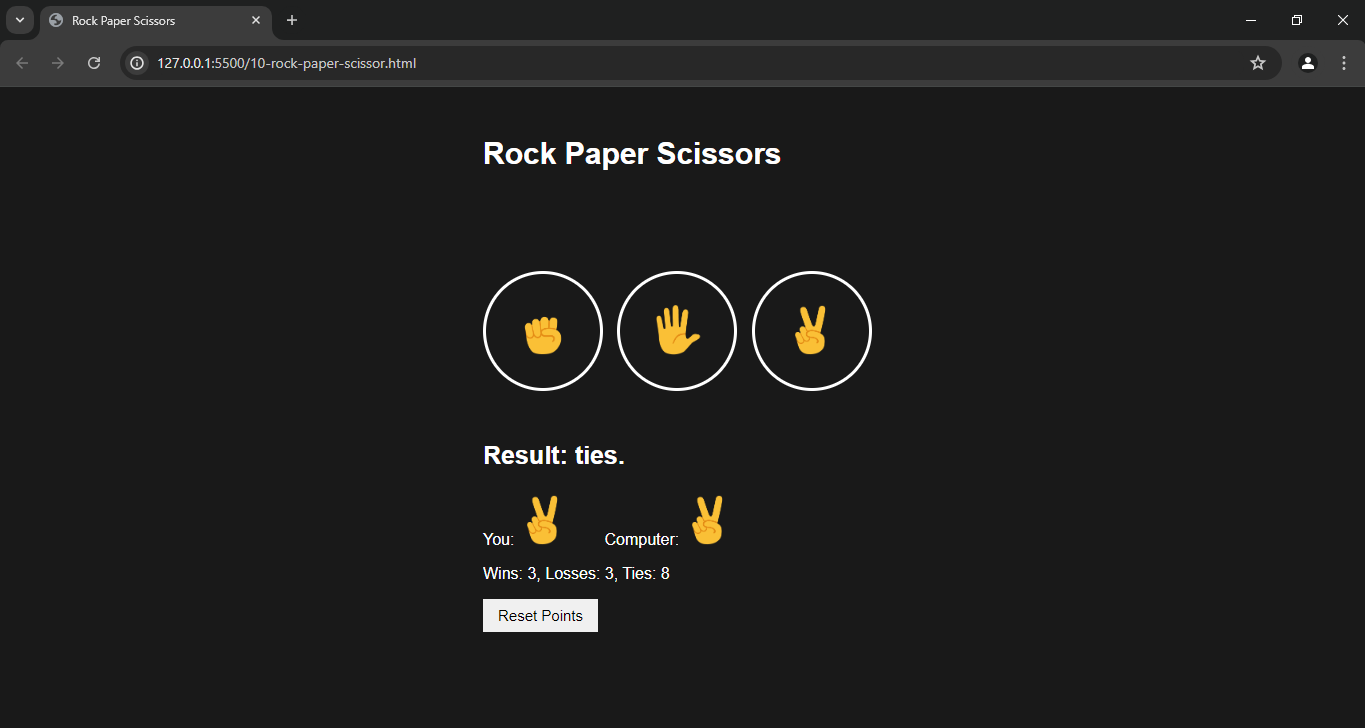 Rock Paper Scissors
127.0.0.1:5500/10-rock-paper-scissor.html
Rock Paper Scissors
Result: ties.
You: Computer:
Wins: 3, Losses: 3, Ties: 8
Reset Points